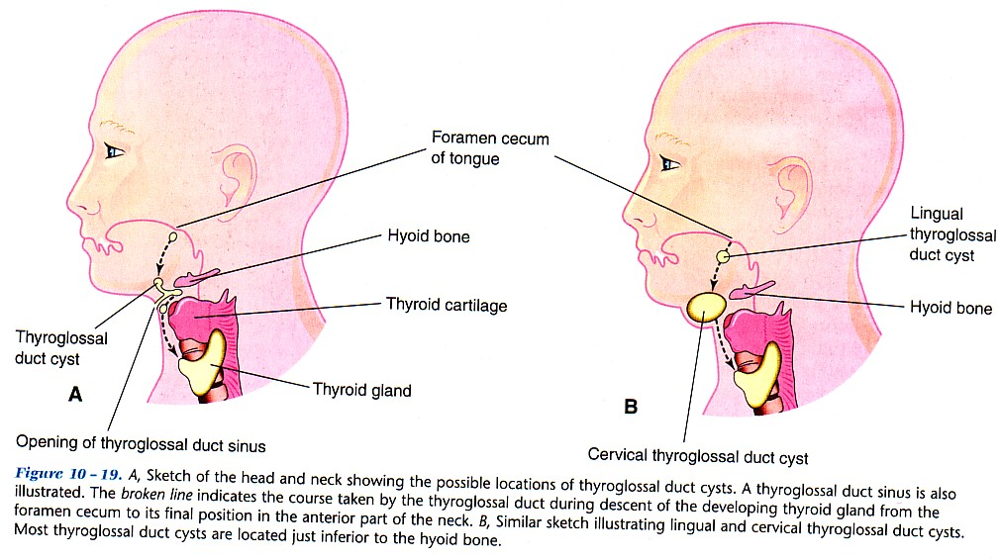 Foramen cecum
of tongue
Hyoid bone
Thyroid cartilage
Thyroglossal
duct cyst
A
Thyroid gland
Opening of thyroglossal duct sinus
Lingual
thyroglossal
duct cyst
Hyoid bone
B
Cervical thyroglossal duct cyst
Figure 10-19. A, Sketch of the head and neck showing the possible locations of thyroglossal duct cysts. A thyroglossal duct sinus is also
illustrated. The broken line indicates the course taken by the thyroglossal duct during descent of the developing thyroid gland from the
foramen cecum to its final position in the anterior part of the neck. B, Similar sketch illustrating lingual and cervical thyroglossal duct cysts.
Most thyroglossal duct cysts are located just inferior to the hyoid bone.